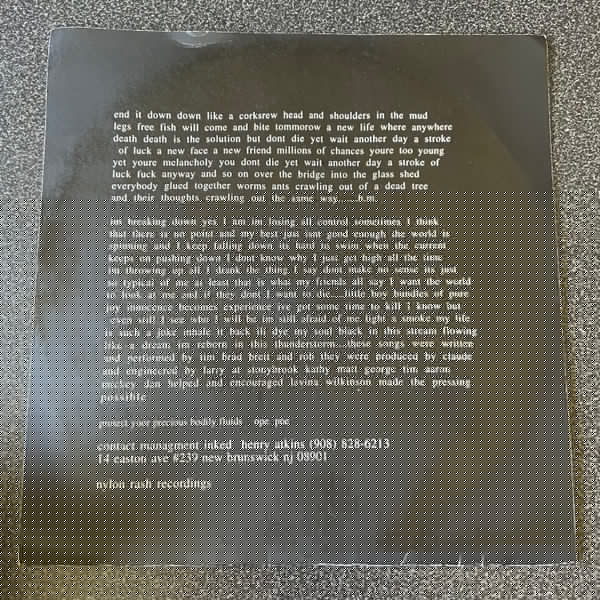 end it down down like a corksrew head and shoulders in the mud
legs free fish will come and bite tommorow a new life where anywhere
death death is the solution but dont die yet wait another day a stroke
of luck a new face a new friend millions of chances youre too young
yet youre melancholy you dont die yet wait another day a stroke of
luck fuck anyway and so on over the bridge into the glass shed
everybody glued together worms ants crawling out of a dead tree
and their thoughts crawling out the same way.......b.m.
im breaking down yes I am im losing all control sometimes I think
that there is no point and my best just isnt good enough the world is
spinning and I keep falling down its hard to swim when the current
keeps on pushing down I dont know why I just get high all the time
im throwing up all I drank the thing I say dont make no sense its just
so typical of me at least that is what my friends all say I want the world
to look at me and if they dont I want to die.....little boy bundles of pure
joy innocence becomes experience ive got some time to kill I know but
even still I see who I will be im still afraid of me light a smoke my life
is such a joke inhale it back ill dye my soul black in this stream flowing
like a dream im reborn in this thunderstorm....these songs were written
and performed by tim brad brett and rob they were produced by claude
and engineered by larry at stonybrook kathy matt george tim aaron
mickey dan helped and encouraged lavina wilkinson made the pressing
possible
protect your precious bodily fluids ope poe
contact managment inked henry atkins (908) 828-6213
14 easton ave #239 new brunswick nj 08901
nylon rash recordings